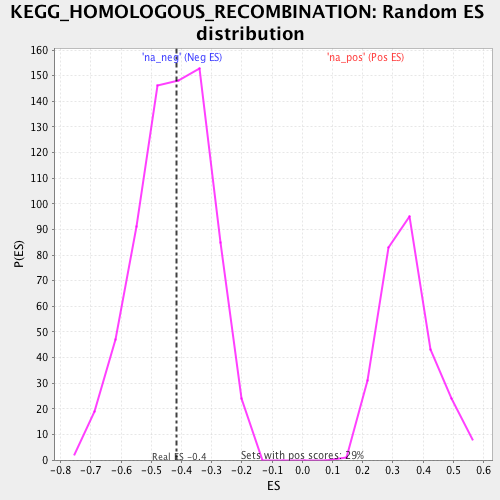 KEGG_HOMOLOGOUS_RECOMBINATION: Random ES
distribution
'na_neg' (Neg ES)
'na_pos' (Pos ES)
160
150
140
130
120
110
100
90
80
70
60
50
40
30
20
10
0
P(ES)
Real ES -0.4
Sets with pos scores: 29%
-0.8 -0.7 -0.6 -0.5 -0.4 -0.3 -0.2 -0.1 0.0 0.1 0.2 0.3 0.4 0.5 0.6
ES